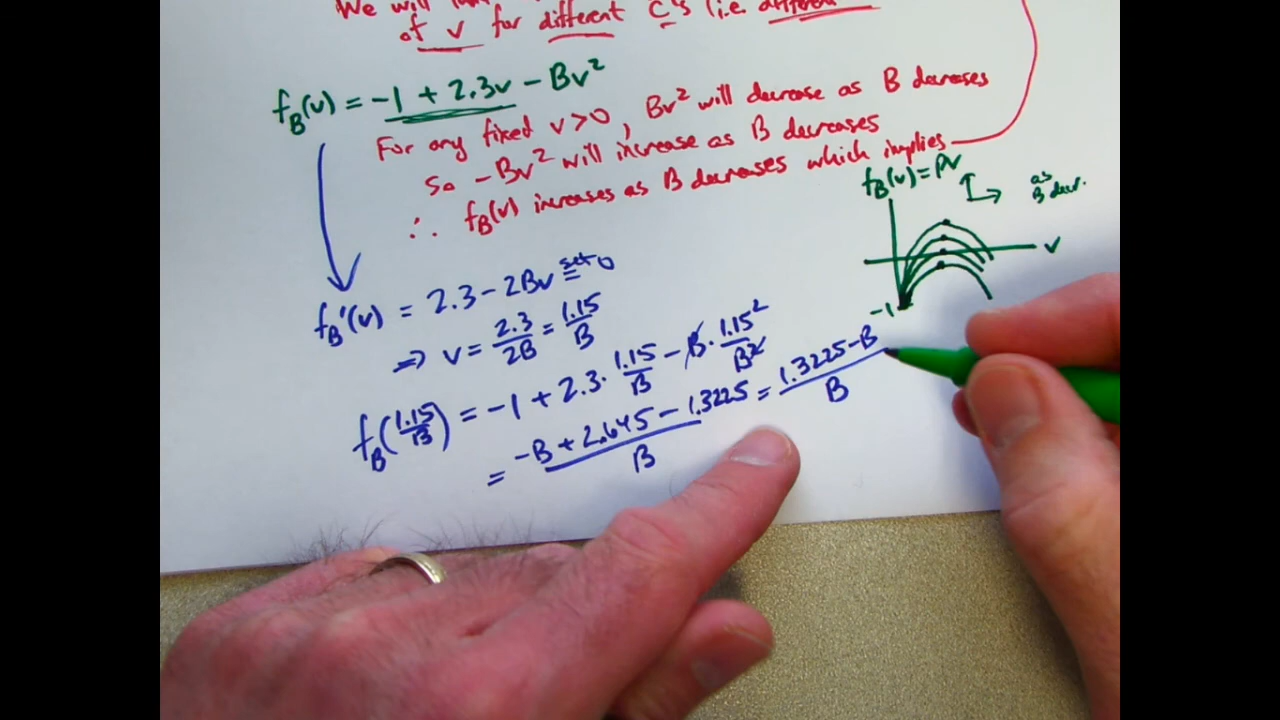 We will
of v for different C's (i.e. different
f_B(v) = -1 + 2.3v - Bv²
For any fixed v > 0, Bv² will decrease as B decreases
so -Bv² will increase as B decreases
∴ f_B(v) increases as B decreases which implies
f_B(v) = PV
as
B decr.
v
-1
f_B'(v) = 2.3 - 2Bv set = 0
⇒ v = 2.3/2B = 1.15/B
f_B(1.15/B) = -1 + 2.3 · 1.15/B - B · 1.15²/B²
= (-B + 2.645 - 1.3225)/B = (1.3225 - B)/B